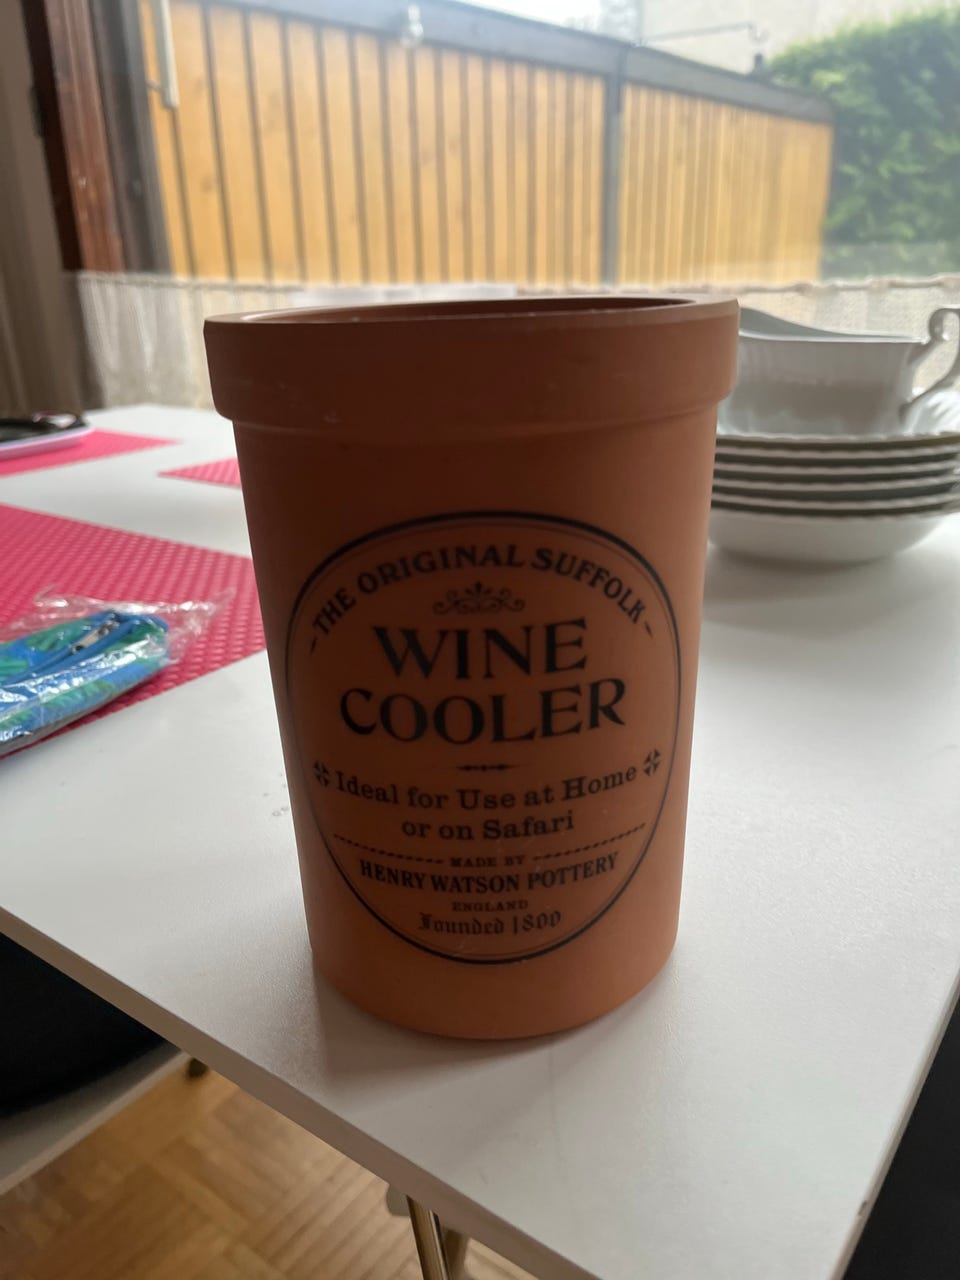 THE ORIGINAL SUFFOLK
WINE
COOLER
Ideal for Use at Home
or on Safari
MADE BY
HENRY WATSON POTTERY
ENGLAND
Founded 1800